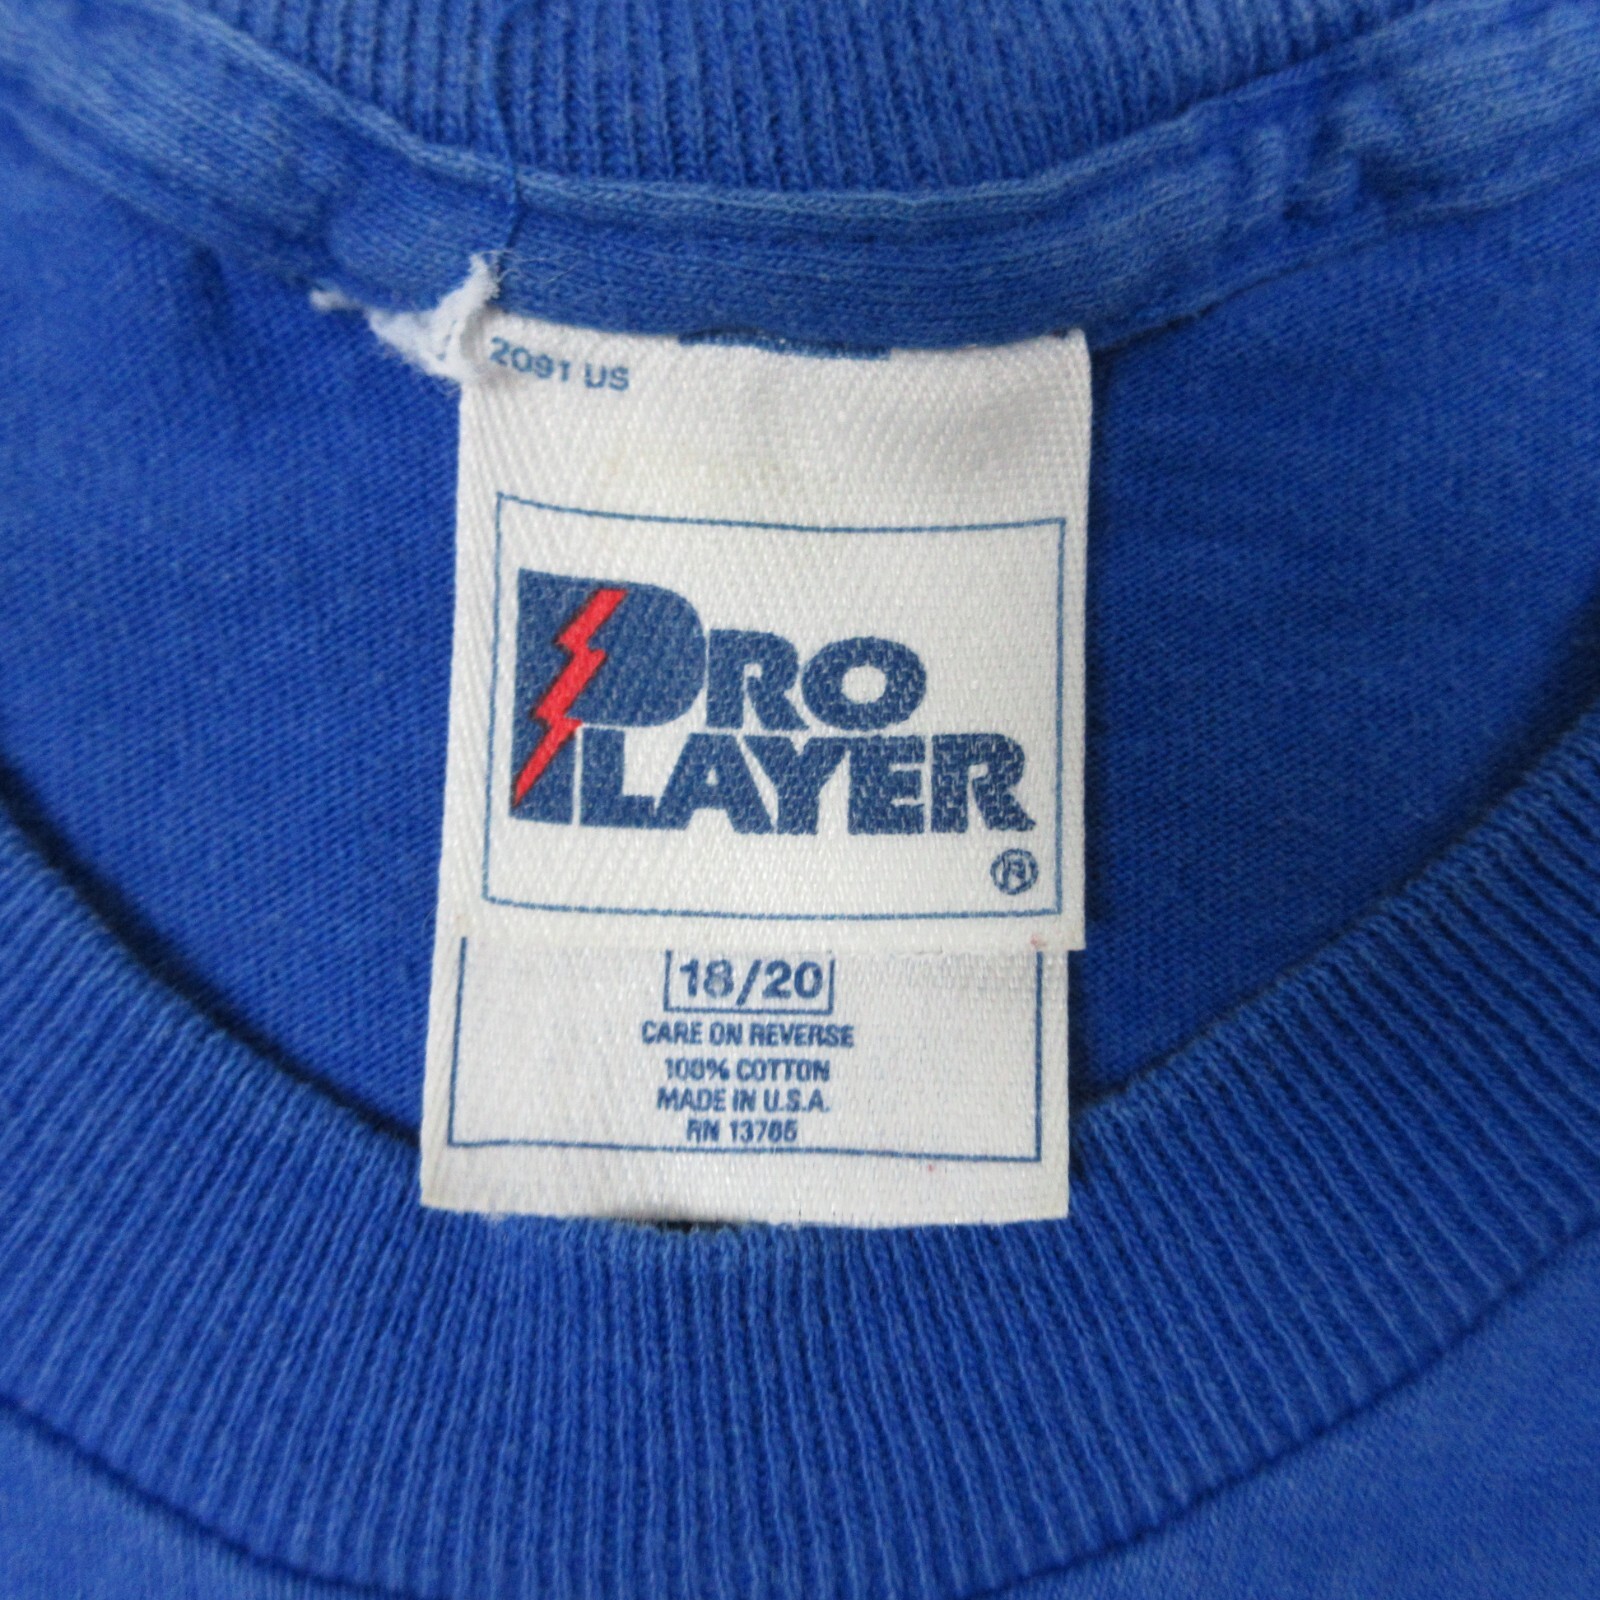 2091 US
PRO
PLAYER
®
18/20
CARE ON REVERSE
100% COTTON
MADE IN U.S.A.
RN 13765